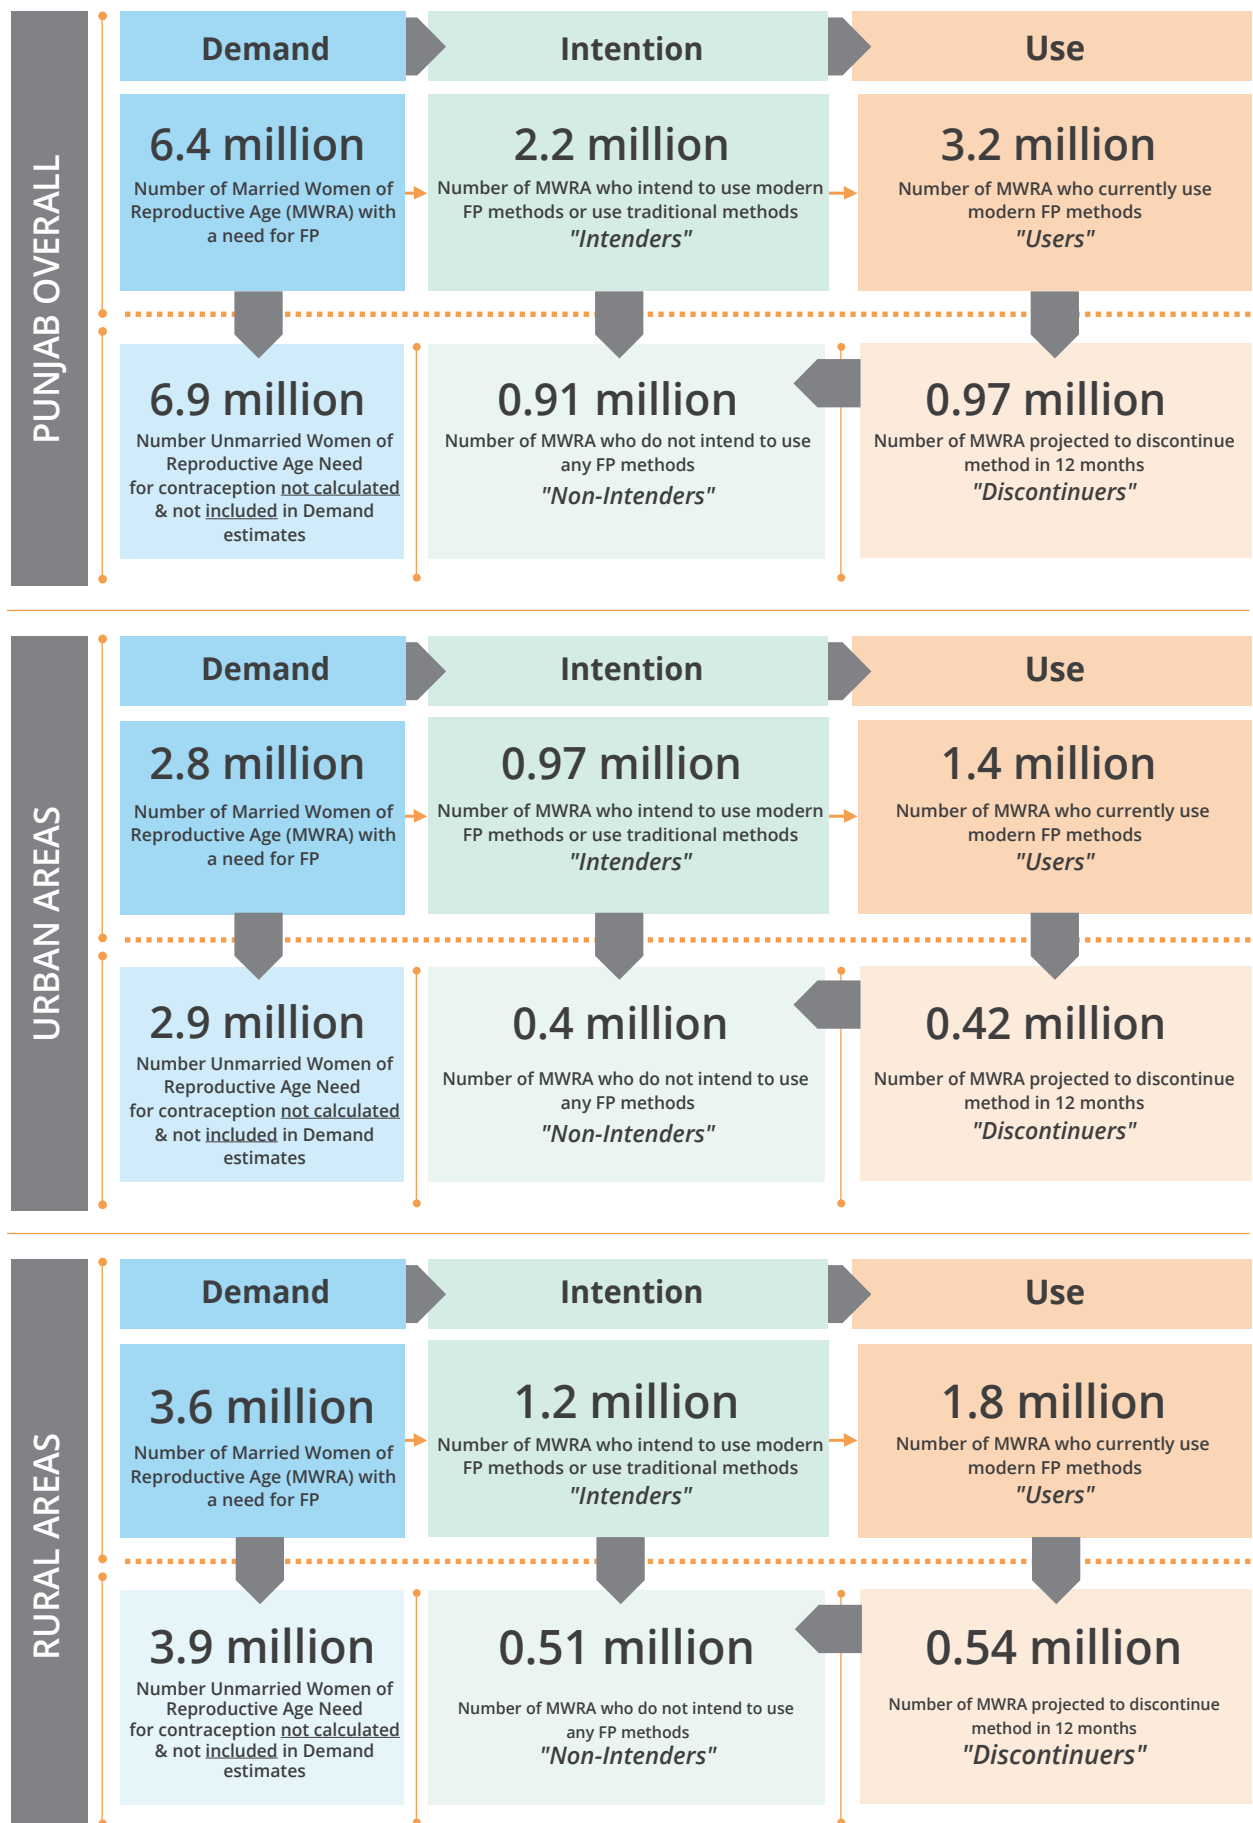 PUNJAB OVERALL
Demand
Intention
Use
6.4 million
Number of Married Women of
Reproductive Age (MWRA) with
a need for FP
2.2 million
Number of MWRA who intend to use modern
FP methods or use traditional methods
"Intenders"
3.2 million
Number of MWRA who currently use
modern FP methods
"Users"
6.9 million
Number Unmarried Women of
Reproductive Age Need
for contraception not calculated
& not included in Demand
estimates
0.91 million
Number of MWRA who do not intend to use
any FP methods
"Non-Intenders"
0.97 million
Number of MWRA projected to discontinue
method in 12 months
"Discontinuers"
URBAN AREAS
Demand
Intention
Use
2.8 million
Number of Married Women of
Reproductive Age (MWRA) with
a need for FP
0.97 million
Number of MWRA who intend to use modern
FP methods or use traditional methods
"Intenders"
1.4 million
Number of MWRA who currently use
modern FP methods
"Users"
2.9 million
Number Unmarried Women of
Reproductive Age Need
for contraception not calculated
& not included in Demand
estimates
0.4 million
Number of MWRA who do not intend to use
any FP methods
"Non-Intenders"
0.42 million
Number of MWRA projected to discontinue
method in 12 months
"Discontinuers"
RURAL AREAS
Demand
Intention
Use
3.6 million
Number of Married Women of
Reproductive Age (MWRA) with
a need for FP
1.2 million
Number of MWRA who intend to use modern
FP methods or use traditional methods
"Intenders"
1.8 million
Number of MWRA who currently use
modern FP methods
"Users"
3.9 million
Number Unmarried Women of
Reproductive Age Need
for contraception not calculated
& not included in Demand
estimates
0.51 million
Number of MWRA who do not intend to use
any FP methods
"Non-Intenders"
0.54 million
Number of MWRA projected to discontinue
method in 12 months
"Discontinuers"